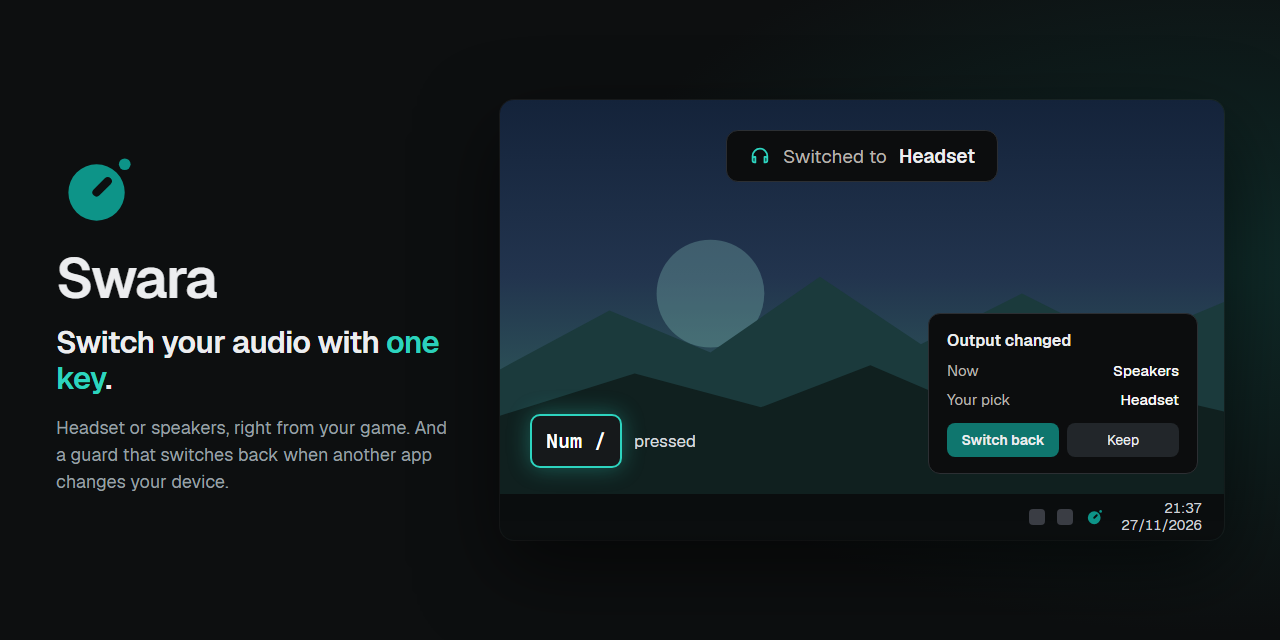 Swara
Switch your audio with one
key.
Headset or speakers, right from your game. And
a guard that switches back when another app
changes your device.
Switched to Headset
Num / pressed
Output changed
Now Speakers
Your pick Headset
Switch back Keep
21:37
27/11/2026